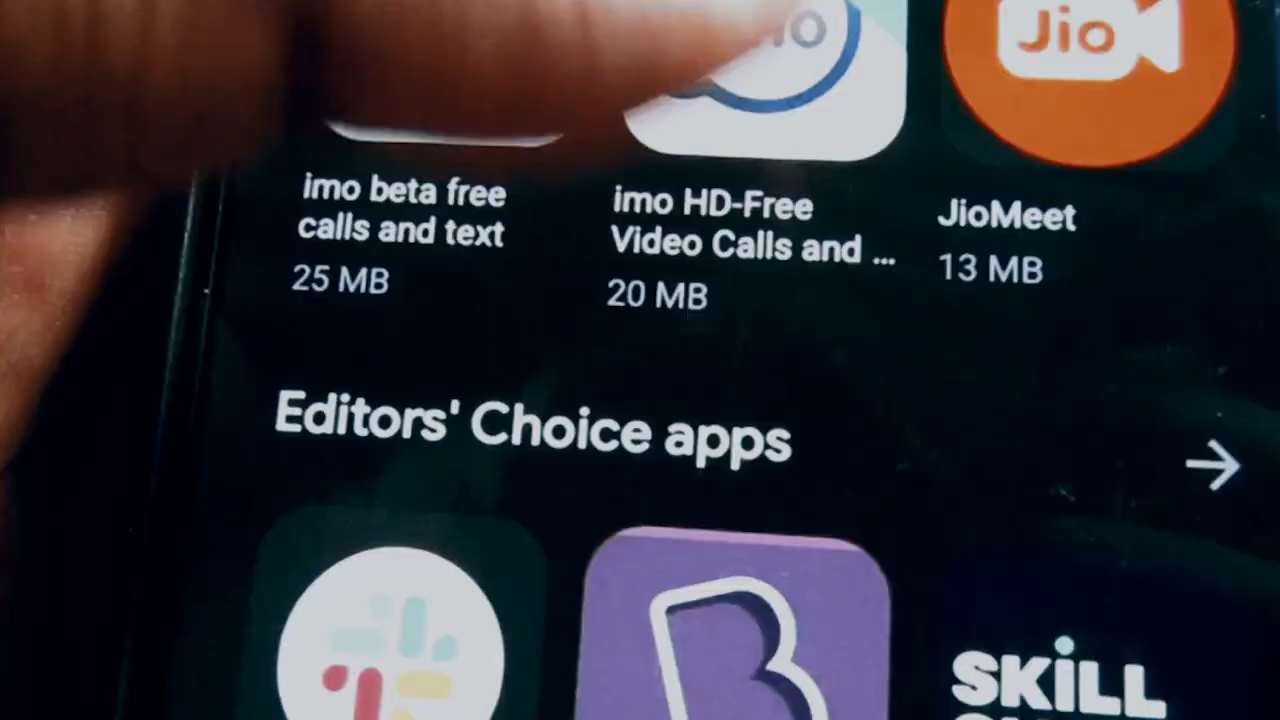 Jio
imo beta free
calls and text
25 MB
imo HD-Free
Video Calls and ...
20 MB
JioMeet
13 MB
Editors' Choice apps
B
SKiLL